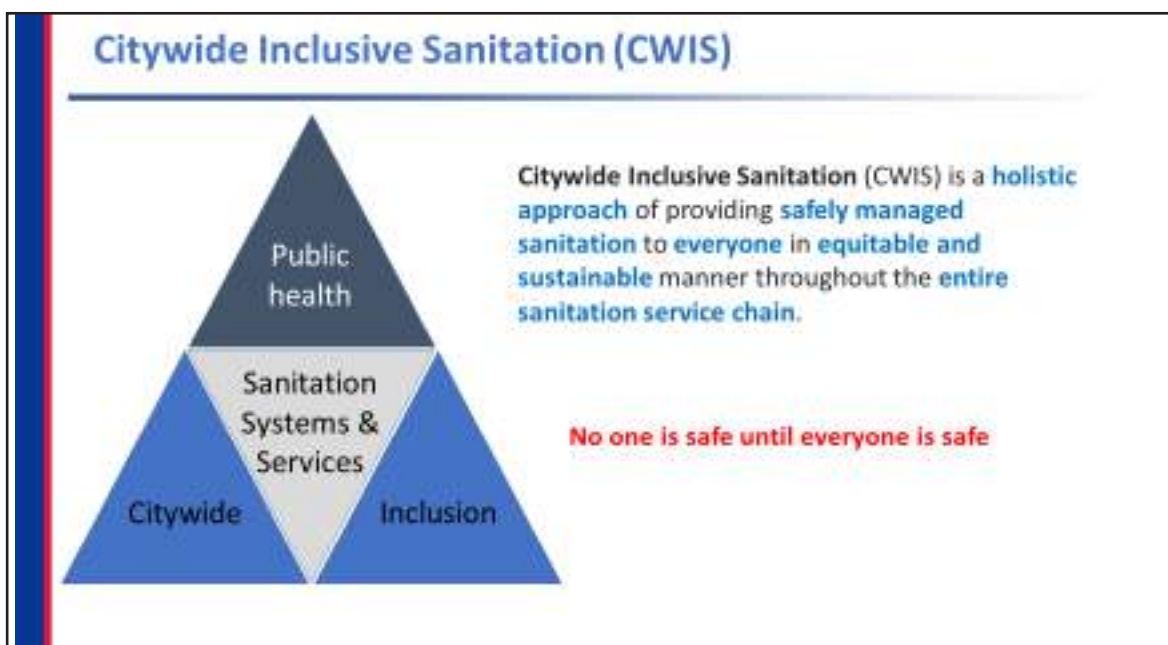 Citywide Inclusive Sanitation (CWIS)
Public
health
Sanitation
Systems &
Services
Citywide
Inclusion
Citywide Inclusive Sanitation (CWIS) is a holistic
approach of providing safely managed
sanitation to everyone in equitable and
sustainable manner throughout the entire
sanitation service chain.
No one is safe until everyone is safe